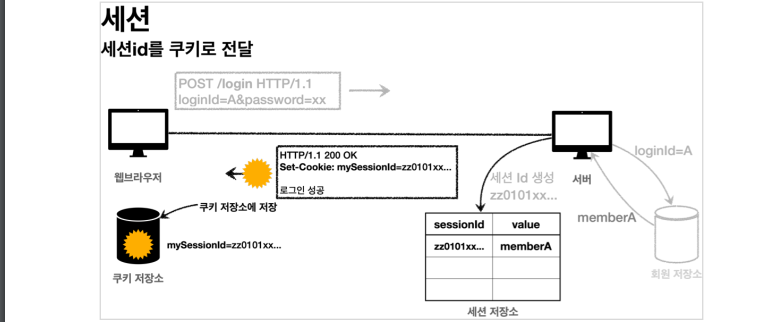 세션
세션id를 쿠키로 전달
POST /login HTTP/1.1
loginId=A&password=xx
HTTP/1.1 200 OK
Set-Cookie: mySessionId=zz0101xx...
로그인 성공
웹브라우저
세션 Id 생성
zz0101xx...
서버
loginId=A
memberA
쿠키 저장소에 저장
mySessionId=zz0101xx...
쿠키 저장소
sessionId value
zz0101xx... memberA
세션 저장소
회원 저장소